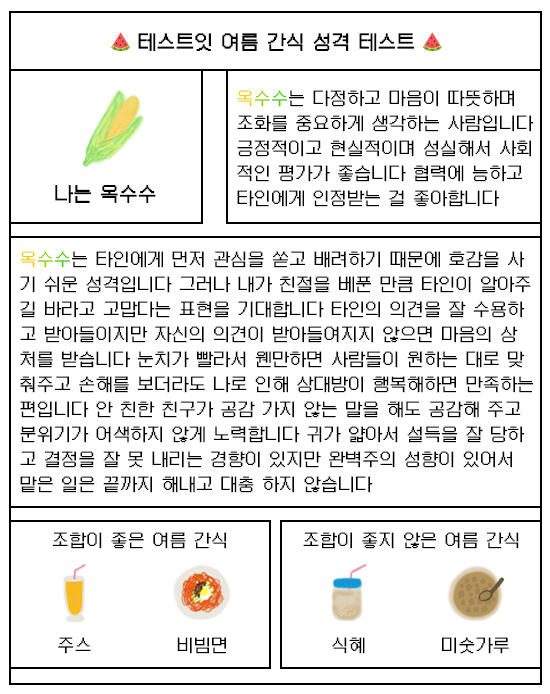 테스트잇 여름 간식 성격 테스트
나는 옥수수
옥수수는 다정하고 마음이 따뜻하며
조화를 중요하게 생각하는 사람입니다
긍정적이고 현실적이며 성실해서 사회
적인 평가가 좋습니다 협력에 능하고
타인에게 인정받는 걸 좋아합니다
옥수수는 타인에게 먼저 관심을 쏟고 배려하기 때문에 호감을 사
기 쉬운 성격입니다 그러나 내가 친절을 베푼 만큼 타인이 알아주
길 바라고 고맙다는 표현을 기대합니다 타인의 의견을 잘 수용하
고 받아들이지만 자신의 의견이 받아들여지지 않으면 마음의 상
처를 받습니다 눈치가 빨라서 웬만하면 사람들이 원하는 대로 맞
춰주고 손해를 보더라도 나로 인해 상대방이 행복해하면 만족하는
편입니다 안 친한 친구가 공감 가지 않는 말을 해도 공감해 주고
분위기가 어색하지 않게 노력합니다 귀가 얇아서 설득을 잘 당하
고 결정을 잘 못 내리는 경향이 있지만 완벽주의 성향이 있어서
맡은 일은 끝까지 해내고 대충 하지 않습니다
조합이 좋은 여름 간식
주스
비빔면
조합이 좋지 않은 여름 간식
식혜
미숫가루